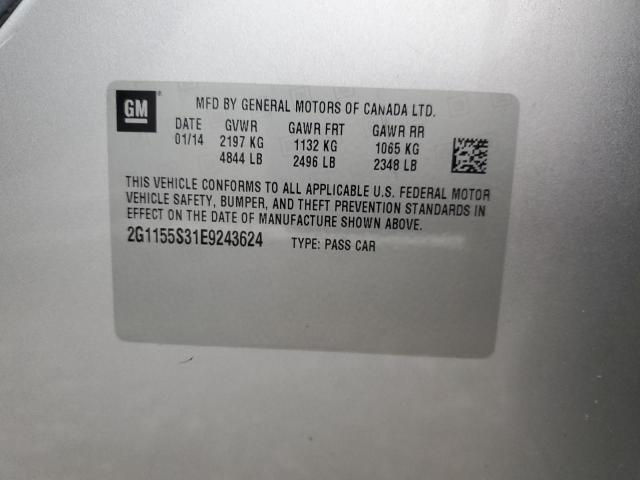 GM
MFD BY GENERAL MOTORS OF CANADA LTD.
DATE GVWR GAWR FRT GAWR RR
01/14 2197 KG 1132 KG 1065 KG
4844 LB 2496 LB 2348 LB
THIS VEHICLE CONFORMS TO ALL APPLICABLE U.S. FEDERAL MOTOR
VEHICLE SAFETY, BUMPER, AND THEFT PREVENTION STANDARDS IN
EFFECT ON THE DATE OF MANUFACTURE SHOWN ABOVE.
2G1155S31E9243624 TYPE: PASS CAR